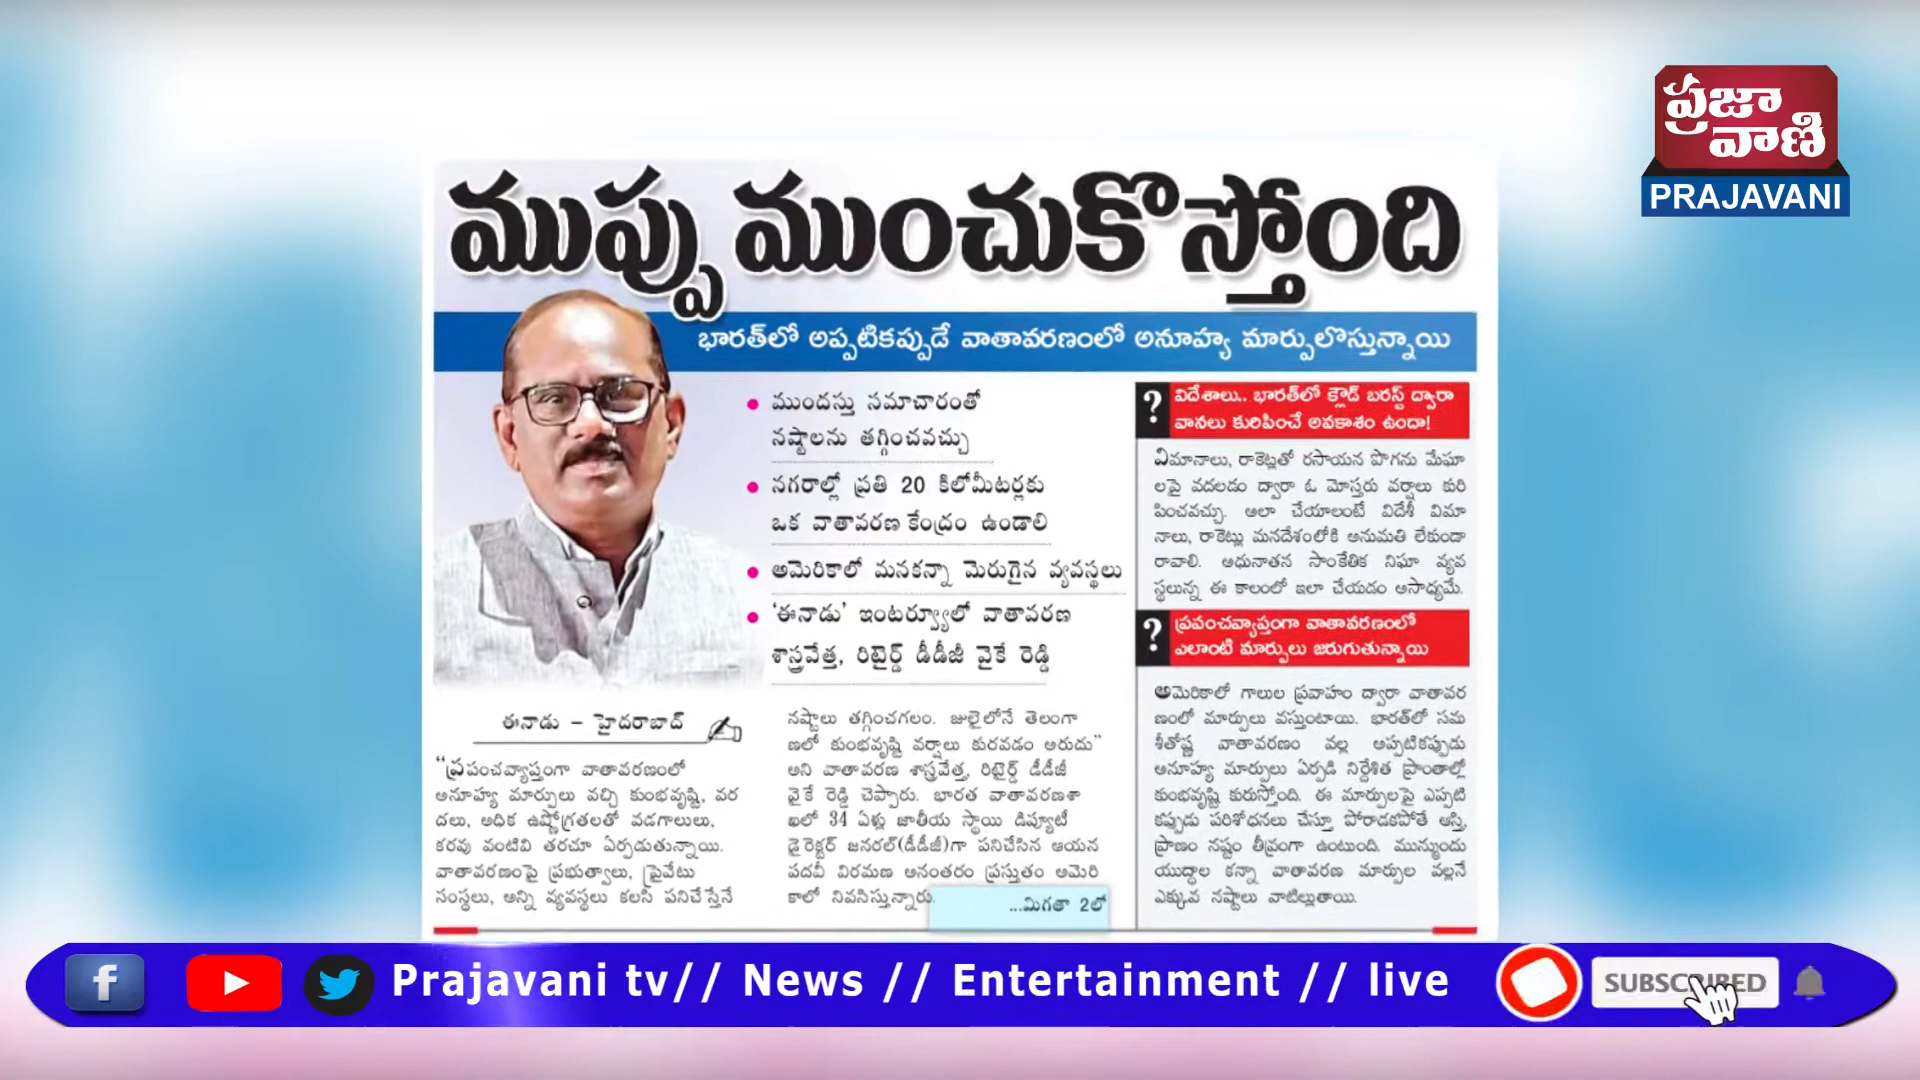 ప్రజా
వాణి
PRAJAVANI
ముప్పు ముంచుకొస్తోంది
భారత్‌లో అప్పటికప్పుడే వాతావరణంలో అనూహ్య మార్పులొస్తున్నాయి
• ముందస్తు సమాచారంతో
నష్టాలను తగ్గించవచ్చు
• నగరాల్లో ప్రతి 20 కిలోమీటర్లకు
ఒక వాతావరణ కేంద్రం ఉండాలి
• అమెరికాలో మనకన్నా మెరుగైన వ్యవస్థలు
• ‘ఈనాడు’ ఇంటర్వ్యూలో వాతావరణ
శాస్త్రవేత్త, రిటైర్డ్ డీడీజీ వైకే రెడ్డి
ఈనాడు – హైదరాబాద్
“ప్రపంచవ్యాప్తంగా వాతావరణంలో
అనూహ్య మార్పులు వచ్చి కుంభవృష్టి, వర
దలు, అధిక ఉష్ణోగ్రతలతో వడగాలులు,
కరవు వంటివి తరచూ ఏర్పడుతున్నాయి.
వాతావరణంపై ప్రభుత్వాలు, ప్రైవేటు
సంస్థలు, అన్ని వ్యవస్థలు కలసి పనిచేస్తేనే
నష్టాలు తగ్గించగలం. జులైలోనే తెలంగా
ణలో కుంభవృష్టి వర్షాలు కురవడం అరుదు”
అని వాతావరణ శాస్త్రవేత్త, రిటైర్డ్ డీడీజీ
వైకే రెడ్డి చెప్పారు. భారత వాతావరణశా
ఖలో 34 ఏళ్లు జాతీయ స్థాయి డిప్యూటీ
డైరెక్టర్ జనరల్(డీడీజీ)గా పనిచేసిన ఆయన
పదవీ విరమణ అనంతరం ప్రస్తుతం అమెరి
కాలో నివసిస్తున్నారు.
...మిగతా 2లో
? విదేశాలు.. భారత్‌లో క్లౌడ్ బరస్ట్ ద్వారా
వానలు కురిపించే అవకాశం ఉందా!
విమానాలు, రాకెట్లతో రసాయన పొగను మేఘా
లపై వదలడం ద్వారా ఓ మోస్తరు వర్షాలు కురి
పించవచ్చు. అలా చేయాలంటే విదేశీ విమా
నాలు, రాకెట్లు మనదేశంలోకి అనుమతి లేకుండా
రావాలి. అధునాతన సాంకేతిక నిఘా వ్యవ
స్థలున్న ఈ కాలంలో ఇలా చేయడం అసాధ్యమే.
? ప్రపంచవ్యాప్తంగా వాతావరణంలో
ఎలాంటి మార్పులు జరుగుతున్నాయి
అమెరికాలో గాలుల ప్రవాహం ద్వారా వాతావర
ణంలో మార్పులు వస్తుంటాయి. భారత్‌లో సమ
శీతోష్ణ వాతావరణం వల్ల అప్పటికప్పుడు
అనూహ్య మార్పులు ఏర్పడి నిర్దేశిత ప్రాంతాల్లో
కుంభవృష్టి కురుస్తోంది. ఈ మార్పులపై ఎప్పటి
కప్పుడు పరిశోధనలు చేస్తూ పోరాడకపోతే ఆస్తి,
ప్రాణం నష్టం తీవ్రంగా ఉంటుంది. మున్ముందు
యుద్ధాల కన్నా వాతావరణ మార్పుల వల్లనే
ఎక్కువ నష్టాలు వాటిల్లుతాయి.
Prajavani tv// News // Entertainment // live
SUBSCRIBED